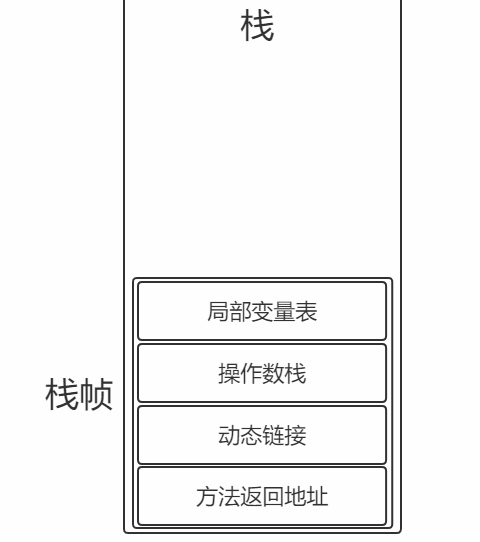 栈
局部变量表
操作数栈
栈帧
动态链接
方法返回地址